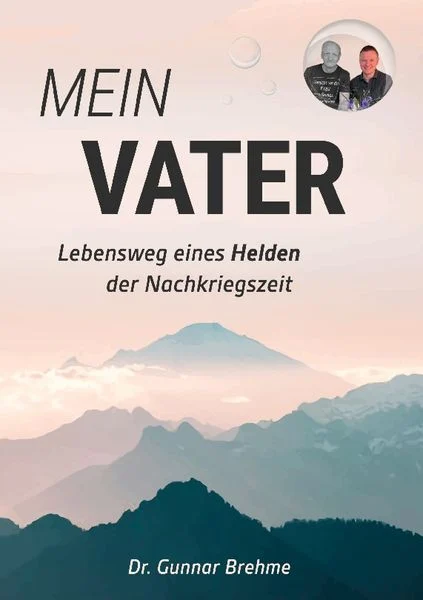 MEIN
VATER
Lebensweg eines Helden
der Nachkriegszeit
Dr. Gunnar Brehme